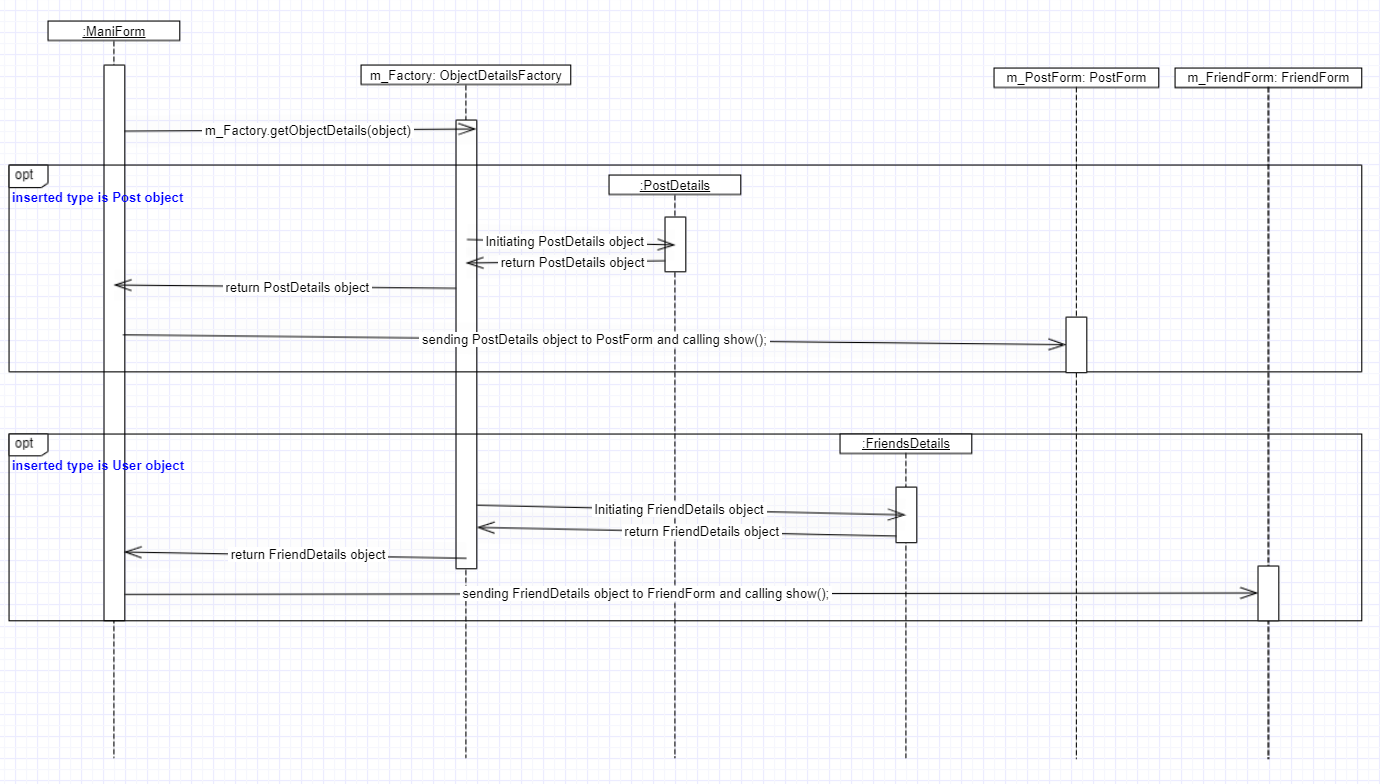 :ManiForm
m_Factory: ObjectDetailsFactory
m_PostForm: PostForm
m_FriendForm: FriendForm
m_Factory.getObjectDetails(object)
opt
inserted type is Post object
:PostDetails
Initiating PostDetails object
return PostDetails object
return PostDetails object
sending PostDetails object to PostForm and calling show();
opt
inserted type is User object
:FriendsDetails
Initiating FriendDetails object
return FriendDetails object
return FriendDetails object
sending FriendDetails object to FriendForm and calling show();